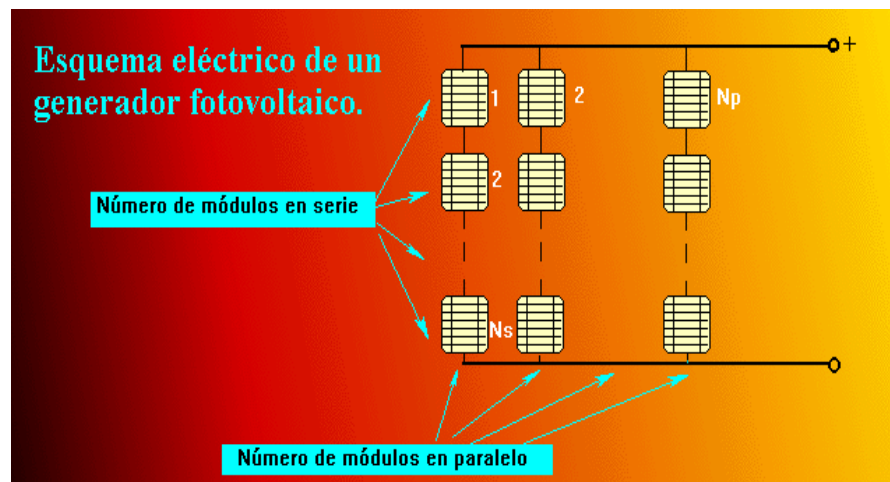 Esquema eléctrico de un
generador fotovoltaico.
+
1
2
Np
2
Número de módulos en serie
Ns
Número de módulos en paralelo